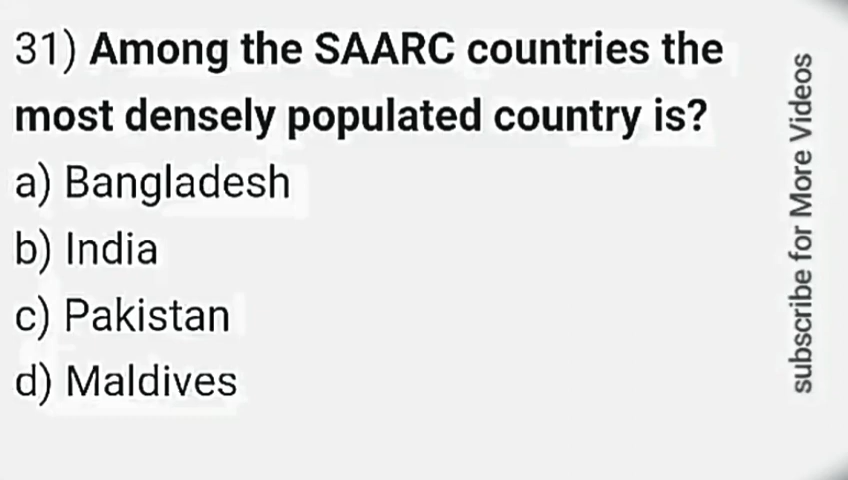 31) Among the SAARC countries the
most densely populated country is?
a) Bangladesh
b) India
c) Pakistan
d) Maldives
subscribe for More Videos